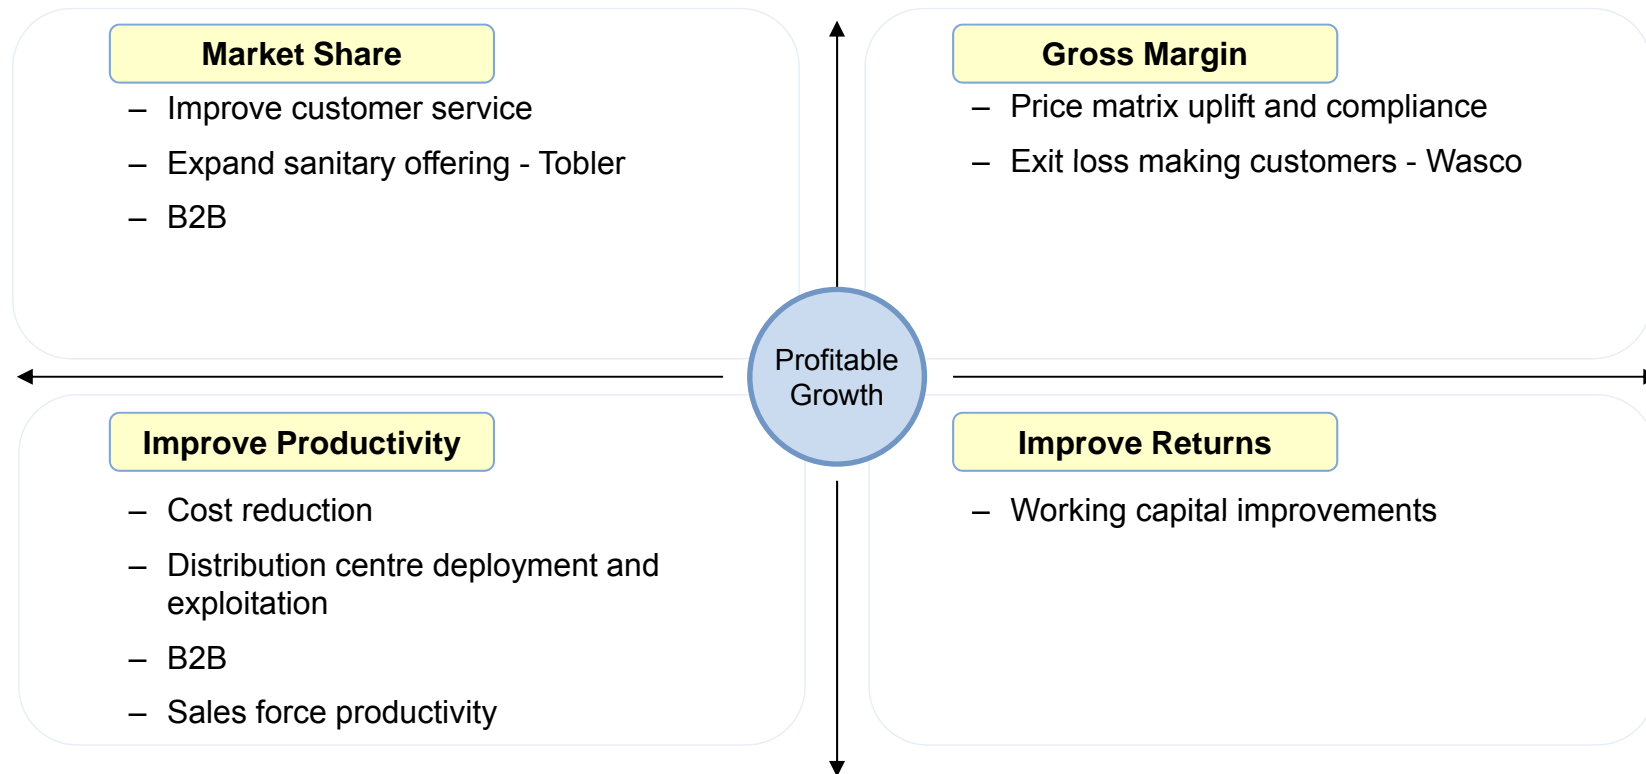 Market Share
– Improve customer service
– Expand sanitary offering - Tobler
– B2B
Gross Margin
– Price matrix uplift and compliance
– Exit loss making customers - Wasco
Profitable
Growth
Improve Productivity
– Cost reduction
– Distribution centre deployment and
exploitation
– B2B
– Sales force productivity
Improve Returns
– Working capital improvements